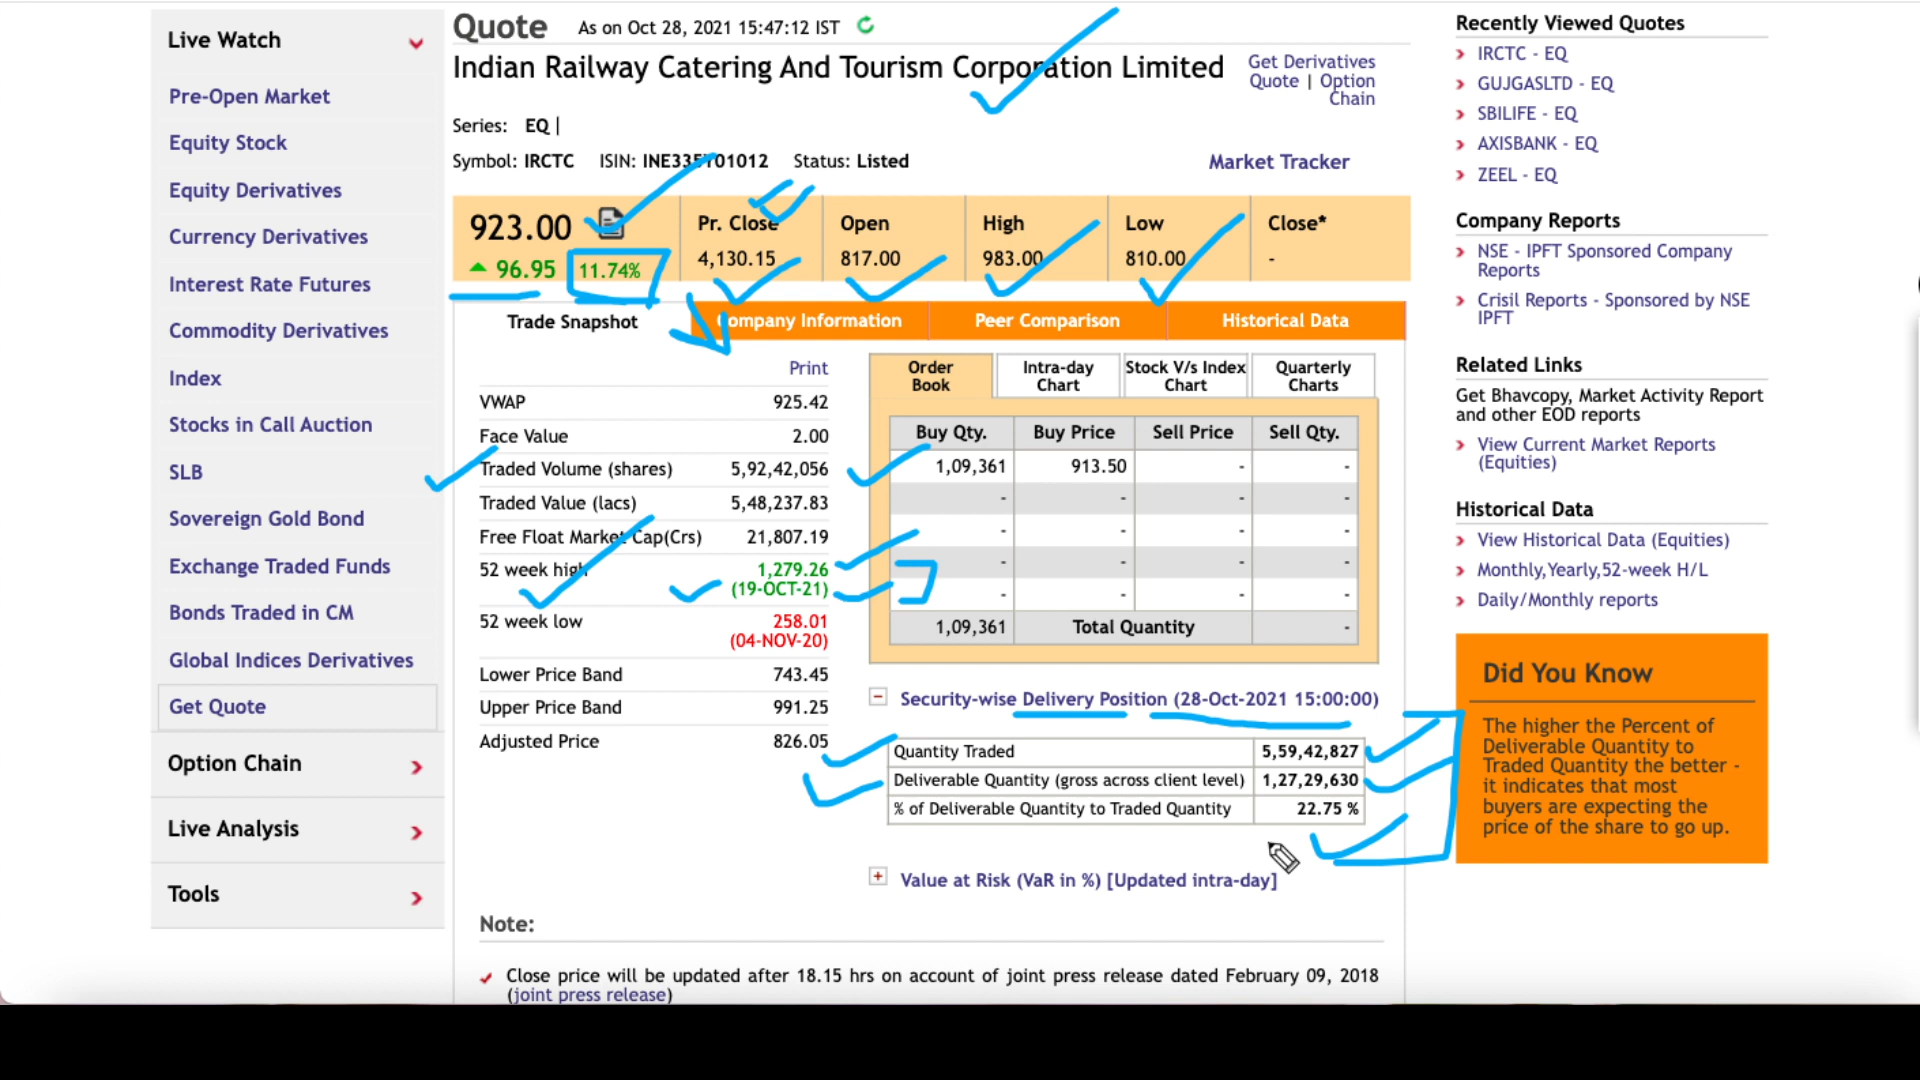 Live Watch
Pre-Open Market
Equity Stock
Equity Derivatives
Currency Derivatives
Interest Rate Futures
Commodity Derivatives
Index
Stocks in Call Auction
SLB
Sovereign Gold Bond
Exchange Traded Funds
Bonds Traded in CM
Global Indices Derivatives
Get Quote
Option Chain
Live Analysis
Tools
Quote As on Oct 28, 2021 15:47:12 IST
Indian Railway Catering And Tourism Corporation Limited
Get Derivatives
Quote | Option
Chain
Series: EQ |
Symbol: IRCTC ISIN: INE335Y01012 Status: Listed
Market Tracker
923.00 Pr. Close Open High Low Close*
96.95 11.74% 4,130.15 817.00 983.00 810.00 -
Trade Snapshot Company Information Peer Comparison Historical Data
Print
VWAP 925.42
Face Value 2.00
Traded Volume (shares) 5,92,42,056
Traded Value (lacs) 5,48,237.83
Free Float Market Cap(Crs) 21,807.19
52 week high 1,279.26
(19-OCT-21)
52 week low 258.01
(04-NOV-20)
Lower Price Band 743.45
Upper Price Band 991.25
Adjusted Price 826.05
Order
Book
Intra-day
Chart
Stock V/s Index
Chart
Quarterly
Charts
Buy Qty. Buy Price Sell Price Sell Qty.
1,09,361 913.50 - -
- - - -
- - - -
- - - -
- - - -
1,09,361 Total Quantity -
Security-wise Delivery Position (28-Oct-2021 15:00:00)
Quantity Traded 5,59,42,827
Deliverable Quantity (gross across client level) 1,27,29,630
% of Deliverable Quantity to Traded Quantity 22.75 %
Value at Risk (VaR in %) [Updated intra-day]
Note:
Close price will be updated after 18.15 hrs on account of joint press release dated February 09, 2018
(joint press release)
Recently Viewed Quotes
IRCTC - EQ
GUJGASLTD - EQ
SBILIFE - EQ
AXISBANK - EQ
ZEEL - EQ
Company Reports
NSE - IPFT Sponsored Company
Reports
Crisil Reports - Sponsored by NSE
IPFT
Related Links
Get Bhavcopy, Market Activity Report
and other EOD reports
View Current Market Reports
(Equities)
Historical Data
View Historical Data (Equities)
Monthly,Yearly,52-week H/L
Daily/Monthly reports
Did You Know
The higher the Percent of
Deliverable Quantity to
Traded Quantity the better -
it indicates that most
buyers are expecting the
price of the share to go up.